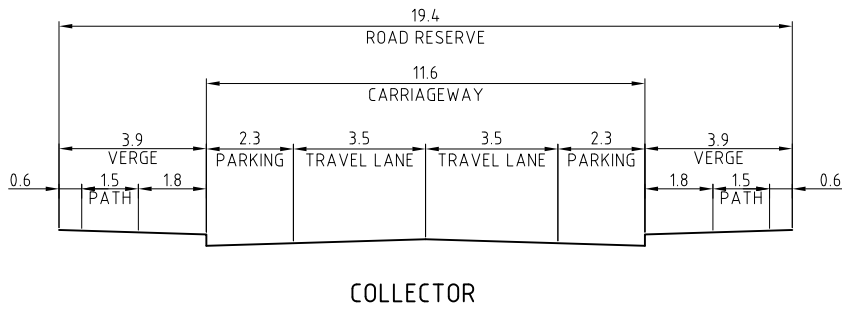 19.4
ROAD RESERVE
11.6
CARRIAGEWAY
3.9 2.3 3.5 3.5 2.3 3.9
VERGE PARKING TRAVEL LANE TRAVEL LANE PARKING VERGE
0.6 1.5 1.8 1.8 1.5 0.6
PATH PATH
COLLECTOR